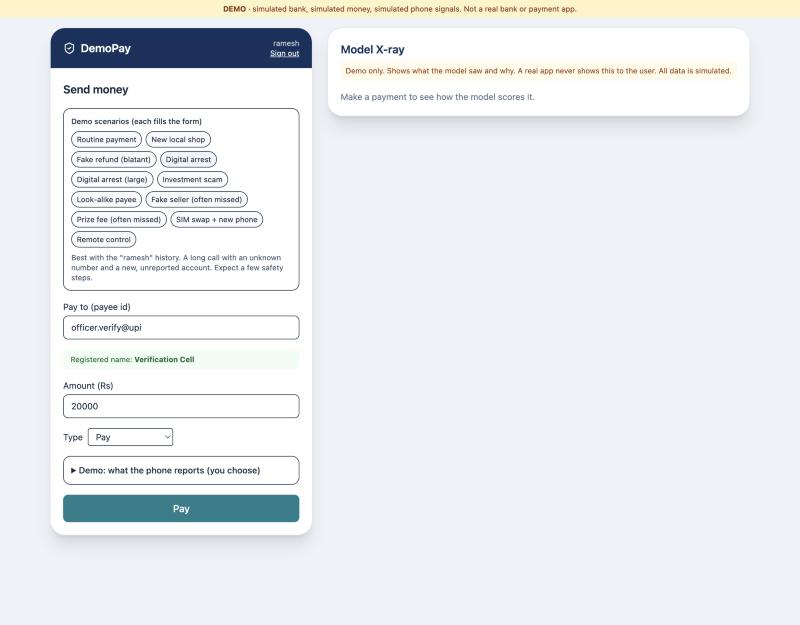 DEMO - simulated bank, simulated money, simulated phone signals. Not a real bank or payment app.
DemoPay
ramesh
Sign out
Send money
Demo scenarios (each fills the form)
Routine payment
New local shop
Fake refund (blatant)
Digital arrest
Digital arrest (large)
Investment scam
Look-alike payee
Fake seller (often missed)
Prize fee (often missed)
SIM swap + new phone
Remote control
Best with the "ramesh" history. A long call with an unknown
number and a new, unreported account. Expect a few safety
steps.
Pay to (payee id)
officer.verify@upi
Registered name: Verification Cell
Amount (Rs)
20000
Type
Pay
Demo: what the phone reports (you choose)
Pay
Model X-ray
Demo only. Shows what the model saw and why. A real app never shows this to the user. All data is simulated.
Make a payment to see how the model scores it.